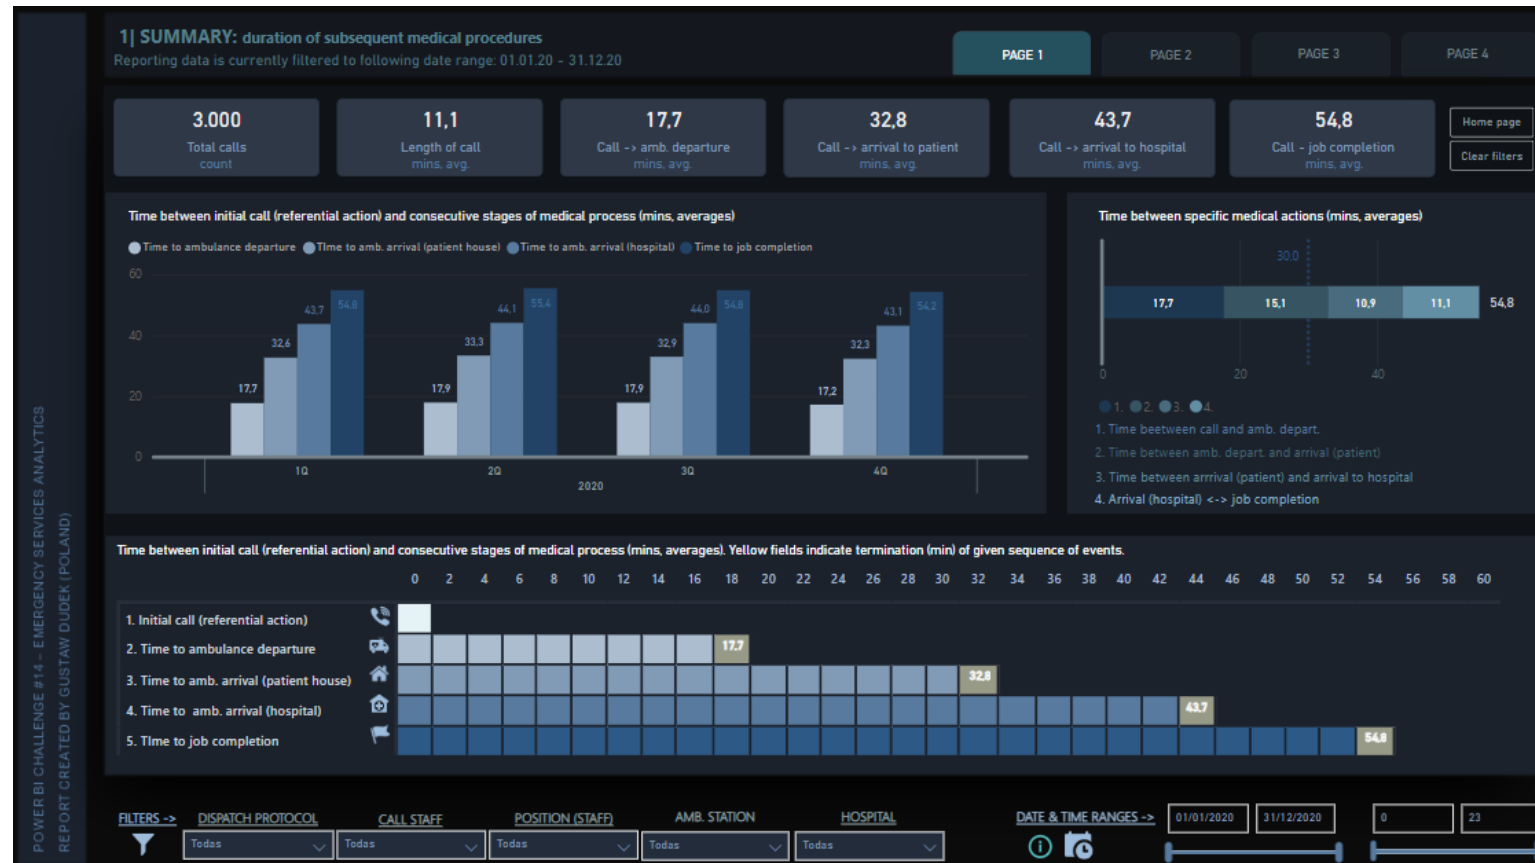 1| SUMMARY: duration of subsequent medical procedures
Reporting data is currently filtered to following date range: 01.01.20 - 31.12.20
PAGE 1
PAGE 2
PAGE 3
PAGE 4
3.000
Total calls
count
11,1
Length of call
mins, avg.
17,7
Call -> amb. departure
mins, avg.
32,8
Call -> arrival to patient
mins, avg.
43,7
Call -> arrival to hospital
mins, avg.
54,8
Call - job completion
mins, avg.
Home page
Clear filters
Time between initial call (referential action) and consecutive stages of medical process (mins, averages)
Time to ambulance departure TIme to amb. arrival (patient house) Time to amb. arrival (hospital) Time to job completion
60
40
20
0
17,7 32,6 43,7 54,8
17,9 33,3 44,1 55,4
17,9 32,9 44,0 54,8
17,2 32,3 43,1 54,2
1Q 2Q 3Q 4Q
2020
Time between specific medical actions (mins, averages)
30,0
17,7 15,1 10,9 11,1 54,8
0 20 40
1. 2. 3. 4.
1. Time beetween call and amb. depart.
2. Time between amb. depart. and arrival (patient)
3. Time between arrrival (patient) and arrival to hospital
4. Arrival (hospital) <-> job completion
Time between initial call (referential action) and consecutive stages of medical process (mins, averages). Yellow fields indicate termination (min) of given sequence of events.
0 2 4 6 8 10 12 14 16 18 20 22 24 26 28 30 32 34 36 38 40 42 44 46 48 50 52 54 56 58 60
1. Initial call (referential action)
2. Time to ambulance departure 17.7
3. Time to amb. arrival (patient house) 32.8
4. Time to amb. arrival (hospital) 43.7
5. TIme to job completion 54.8
FILTERS ->
DISPATCH PROTOCOL
Todas
CALL STAFF
Todas
POSITION (STAFF)
Todas
AMB. STATION
Todas
HOSPITAL
Todas
DATE & TIME RANGES ->
01/01/2020 31/12/2020
0 23
POWER BI CHALLENGE #14 – EMERGENCY SERVICES ANALYTICS
REPORT CREATED BY GUSTAW DUDEK (POLAND)